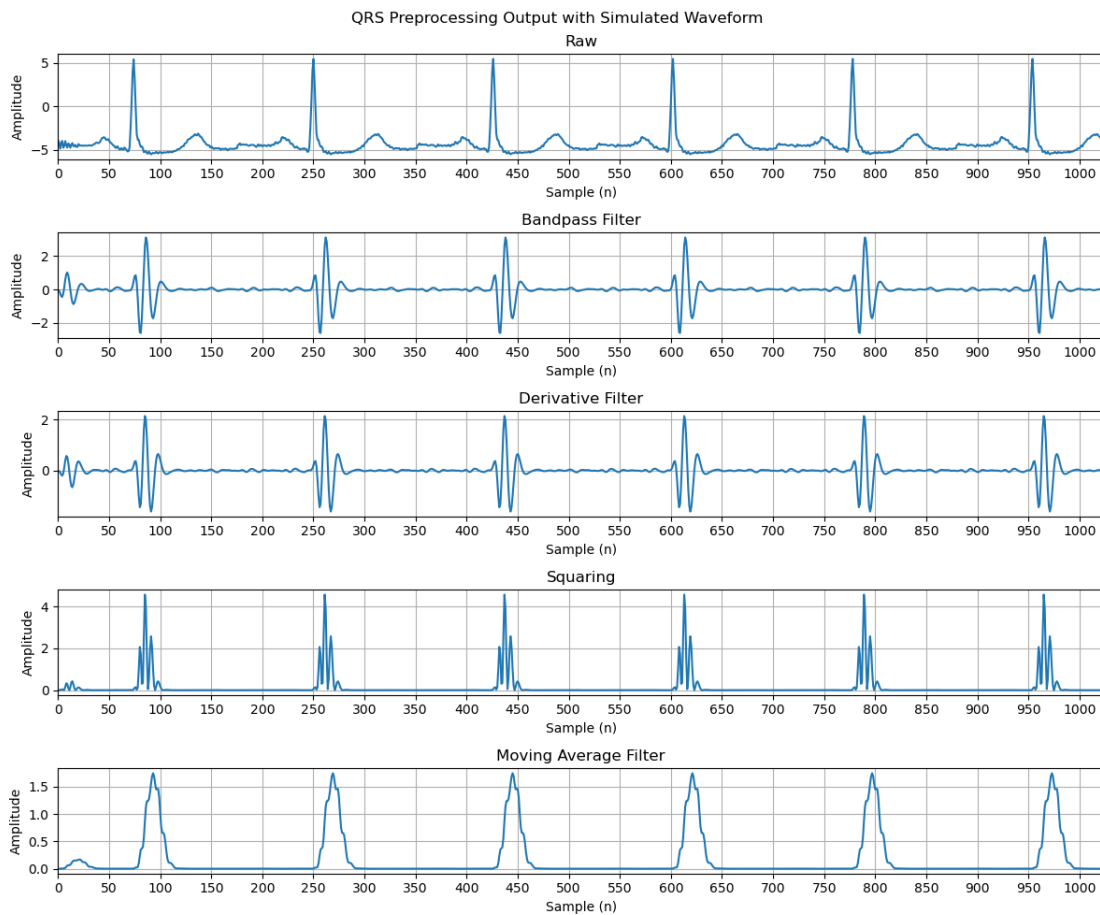 QRS Preprocessing Output with Simulated Waveform
Raw
Amplitude
5
0
−5
0 50 100 150 200 250 300 350 400 450 500 550 600 650 700 750 800 850 900 950 1000
Sample (n)
Bandpass Filter
Amplitude
2
0
−2
0 50 100 150 200 250 300 350 400 450 500 550 600 650 700 750 800 850 900 950 1000
Sample (n)
Derivative Filter
Amplitude
2
0
0 50 100 150 200 250 300 350 400 450 500 550 600 650 700 750 800 850 900 950 1000
Sample (n)
Squaring
Amplitude
4
2
0
0 50 100 150 200 250 300 350 400 450 500 550 600 650 700 750 800 850 900 950 1000
Sample (n)
Moving Average Filter
Amplitude
1.5
1.0
0.5
0.0
0 50 100 150 200 250 300 350 400 450 500 550 600 650 700 750 800 850 900 950 1000
Sample (n)